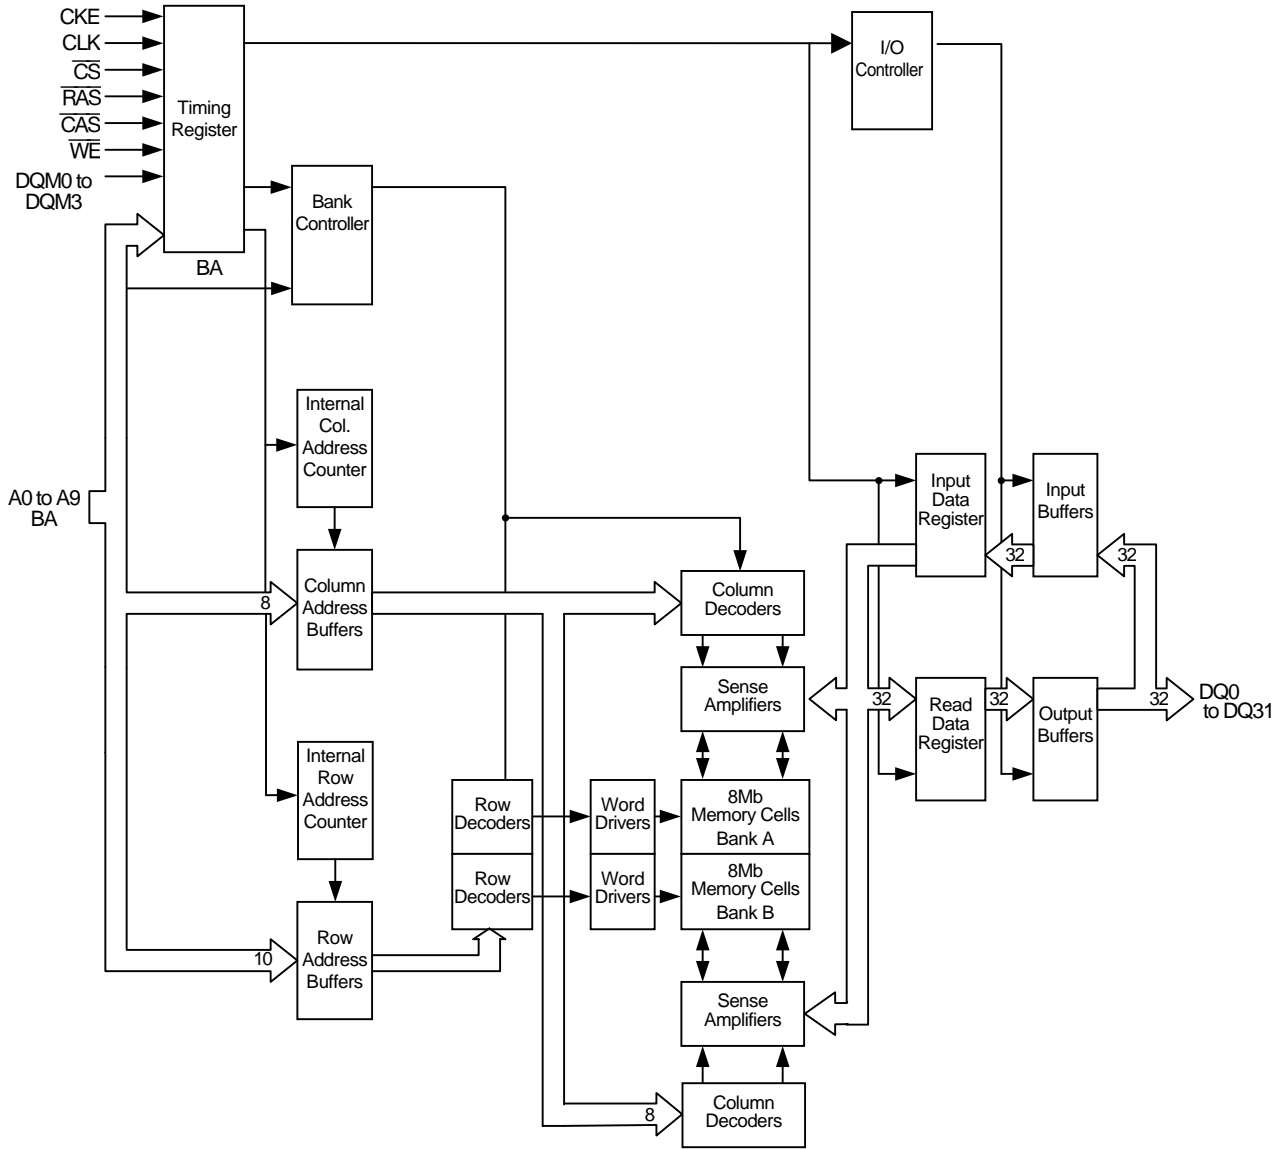 CKE
CLK
CS
RAS
CAS
WE
DQM0 to
DQM3
Timing
Register
BA
Bank
Controller
I/O
Controller
Internal
Col.
Address
Counter
A0 to A9
BA
Column
Address
Buffers
8
Internal
Row
Address
Counter
Row
Address
Buffers
10
Row
Decoders
Row
Decoders
Word
Drivers
Word
Drivers
Column
Decoders
Sense
Amplifiers
8Mb
Memory Cells
Bank A
8Mb
Memory Cells
Bank B
Sense
Amplifiers
Column
Decoders
8
Input
Data
Register
32
Input
Buffers
32
32
Read
Data
Register
32
Output
Buffers
32
DQ0
to DQ31